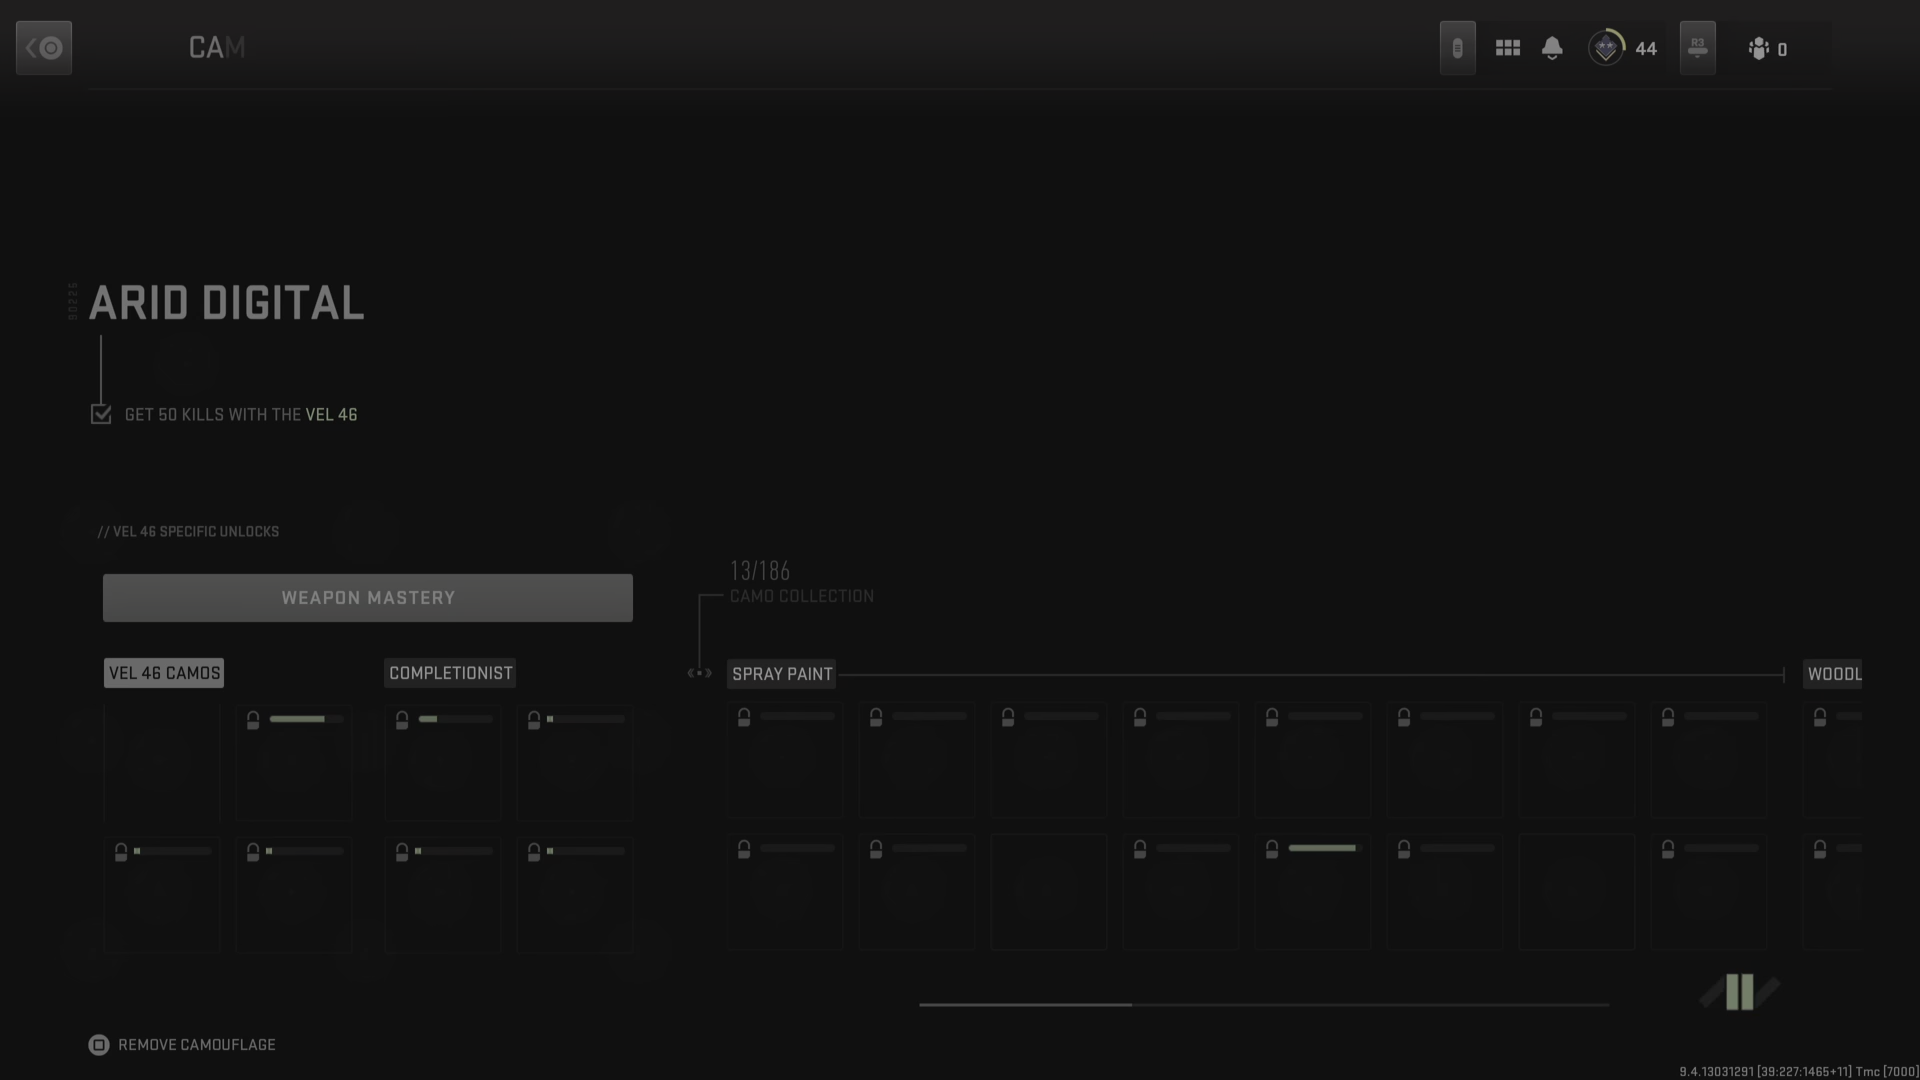 CAM
44
R3
0
ARID DIGITAL
GET 50 KILLS WITH THE VEL 46
// VEL 46 SPECIFIC UNLOCKS
WEAPON MASTERY
13/186
CAMO COLLECTION
VEL 46 CAMOS
COMPLETIONIST
SPRAY PAINT
WOODL
REMOVE CAMOUFLAGE
9.4.13031291 [39:227:1465+11] Tmc [7000]